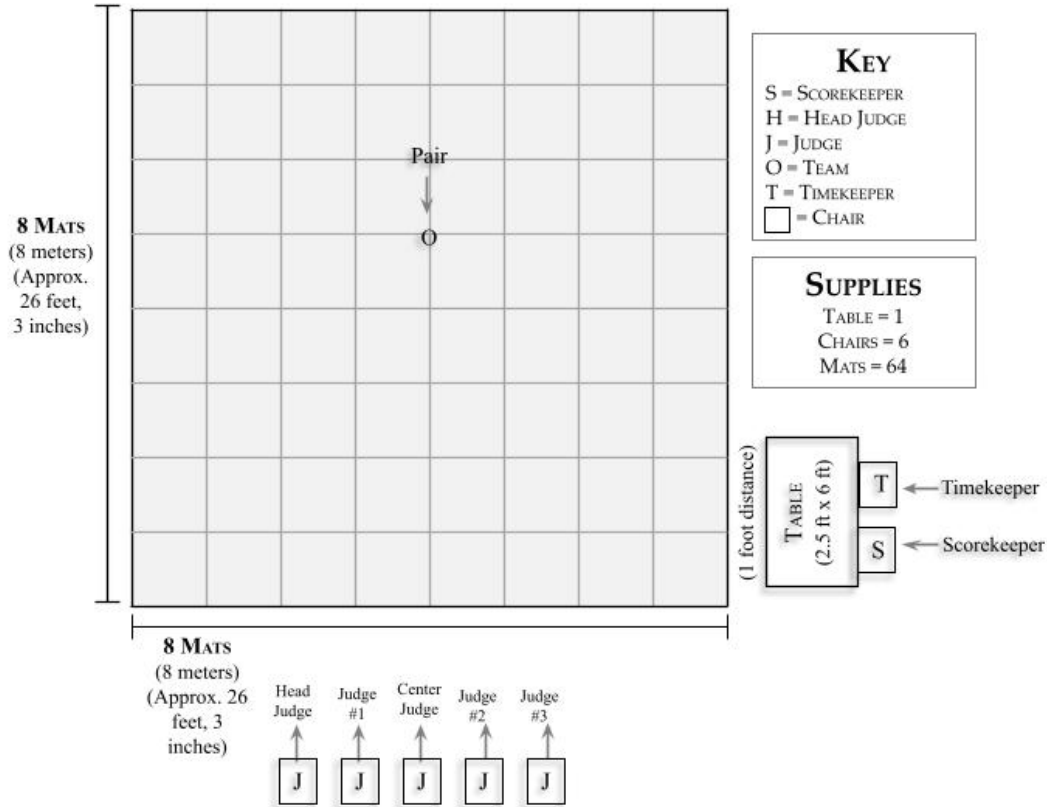 Pair
O
8 MATS
(8 meters)
(Approx.
26 feet,
3 inches)
KEY
S = SCOREKEEPER
H = HEAD JUDGE
J = JUDGE
O = TEAM
T = TIMEKEEPER
= CHAIR
SUPPLIES
TABLE = 1
CHAIRS = 6
MATS = 64
(1 foot distance)
TABLE
(2.5 ft x 6 ft)
T
Timekeeper
S
Scorekeeper
8 MATS
(8 meters)
(Approx. 26
feet, 3
inches)
Head
Judge
Judge
#1
Center
Judge
Judge
#2
Judge
#3
J
J
J
J
J